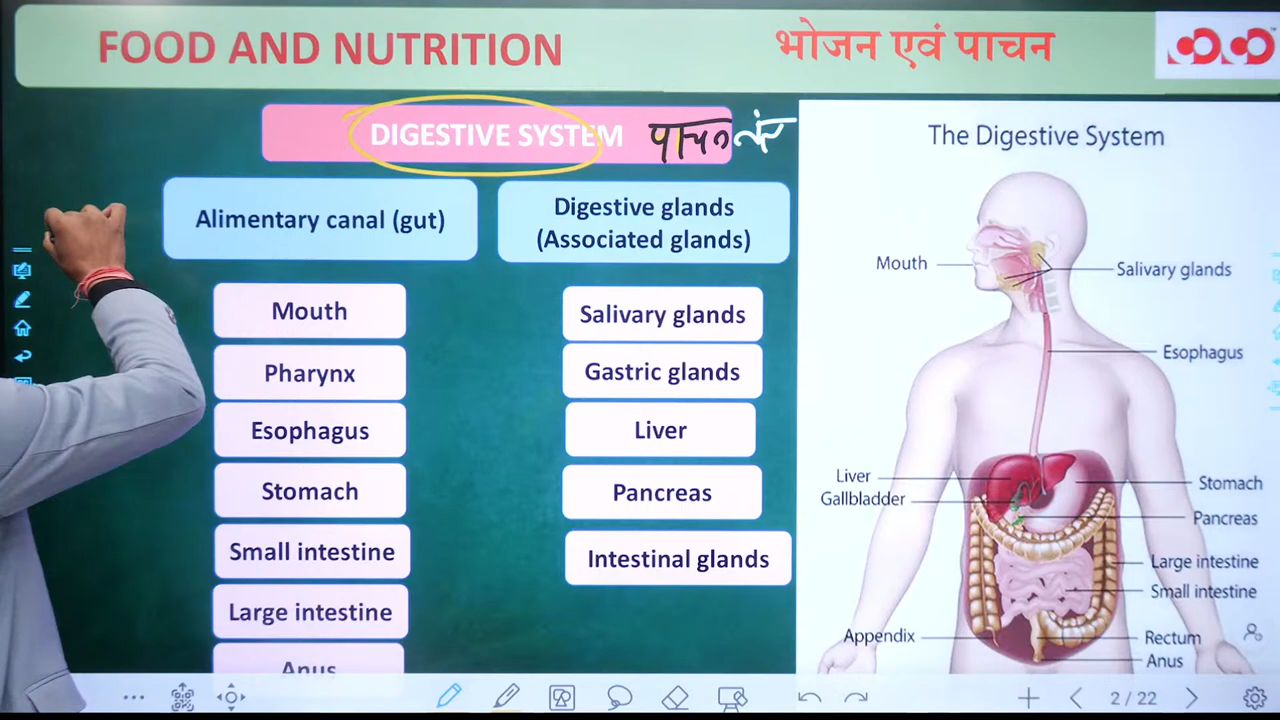 FOOD AND NUTRITION
भोजन एवं पाचन
DIGESTIVE SYSTEM पाचन तंत्र
Alimentary canal (gut)
Mouth
Pharynx
Esophagus
Stomach
Small intestine
Large intestine
Anus
Digestive glands
(Associated glands)
Salivary glands
Gastric glands
Liver
Pancreas
Intestinal glands
The Digestive System
Mouth
Salivary glands
Esophagus
Liver
Gallbladder
Stomach
Pancreas
Large intestine
Small intestine
Appendix
Rectum
Anus
2 / 22